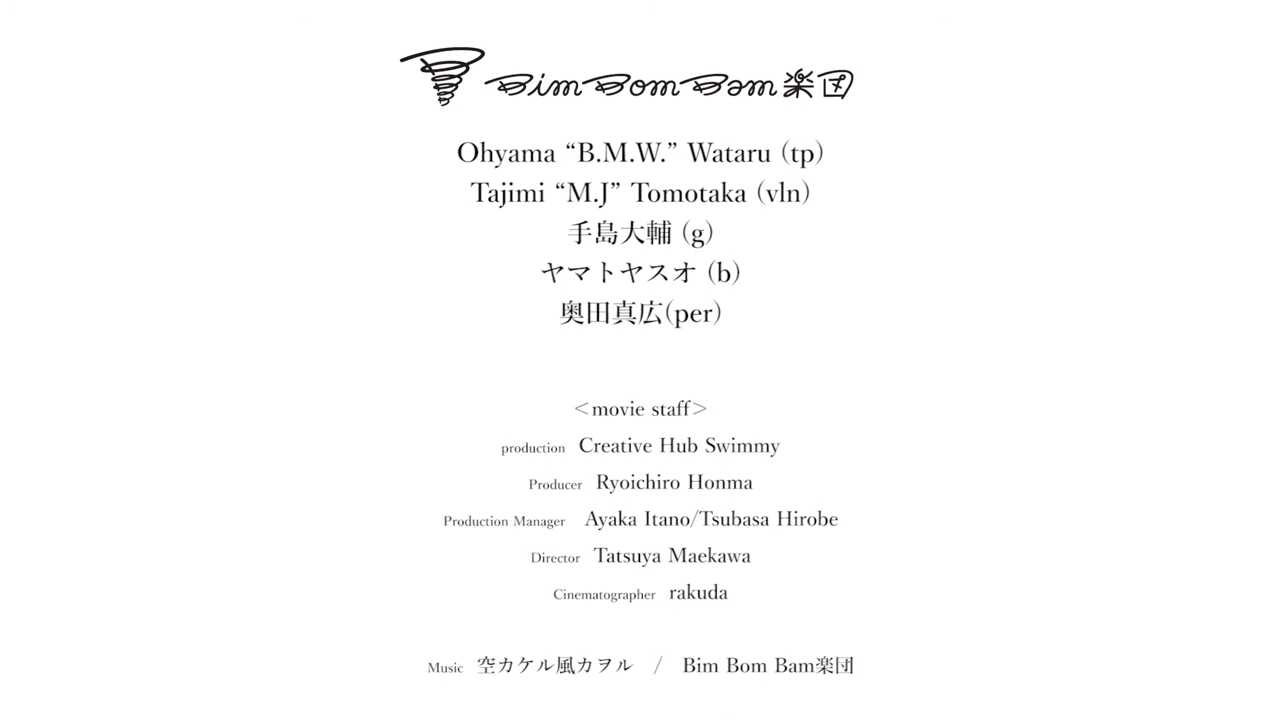 Bim Bom Bam楽団
Ohyama “B.M.W.” Wataru (tp)
Tajimi “M.J” Tomotaka (vln)
手島大輔 (g)
ヤマトヤスオ (b)
奥田真広(per)
＜movie staff＞
production Creative Hub Swimmy
Producer Ryoichiro Honma
Production Manager Ayaka Itano/Tsubasa Hirobe
Director Tatsuya Maekawa
Cinematographer rakuda
Music 空カケル風カヲル / Bim Bom Bam楽団